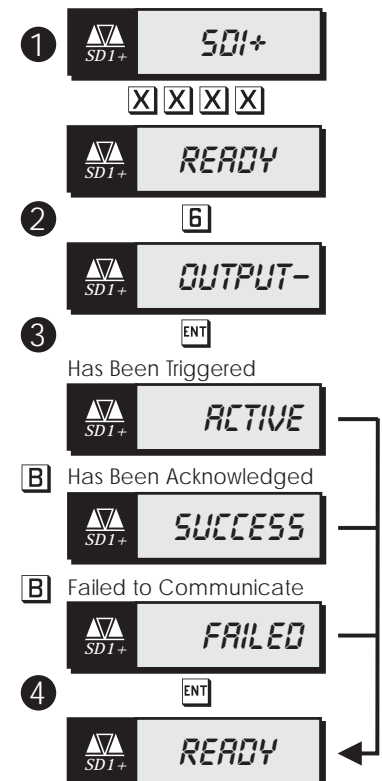 1 SD1+ SD1+
X X X X
SD1+ READY
2 6
SD1+ OUTPUT-
3 ENT
Has Been Triggered
SD1+ ACTIVE
B Has Been Acknowledged
SD1+ SUCCESS
B Failed to Communicate
SD1+ FAILED
4 ENT
SD1+ READY